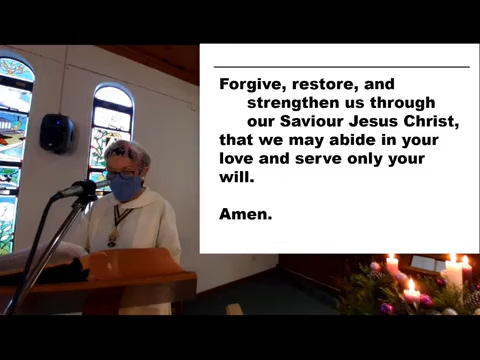 Forgive, restore, and
strengthen us through
our Saviour Jesus Christ,
that we may abide in your
love and serve only your
will.
Amen.